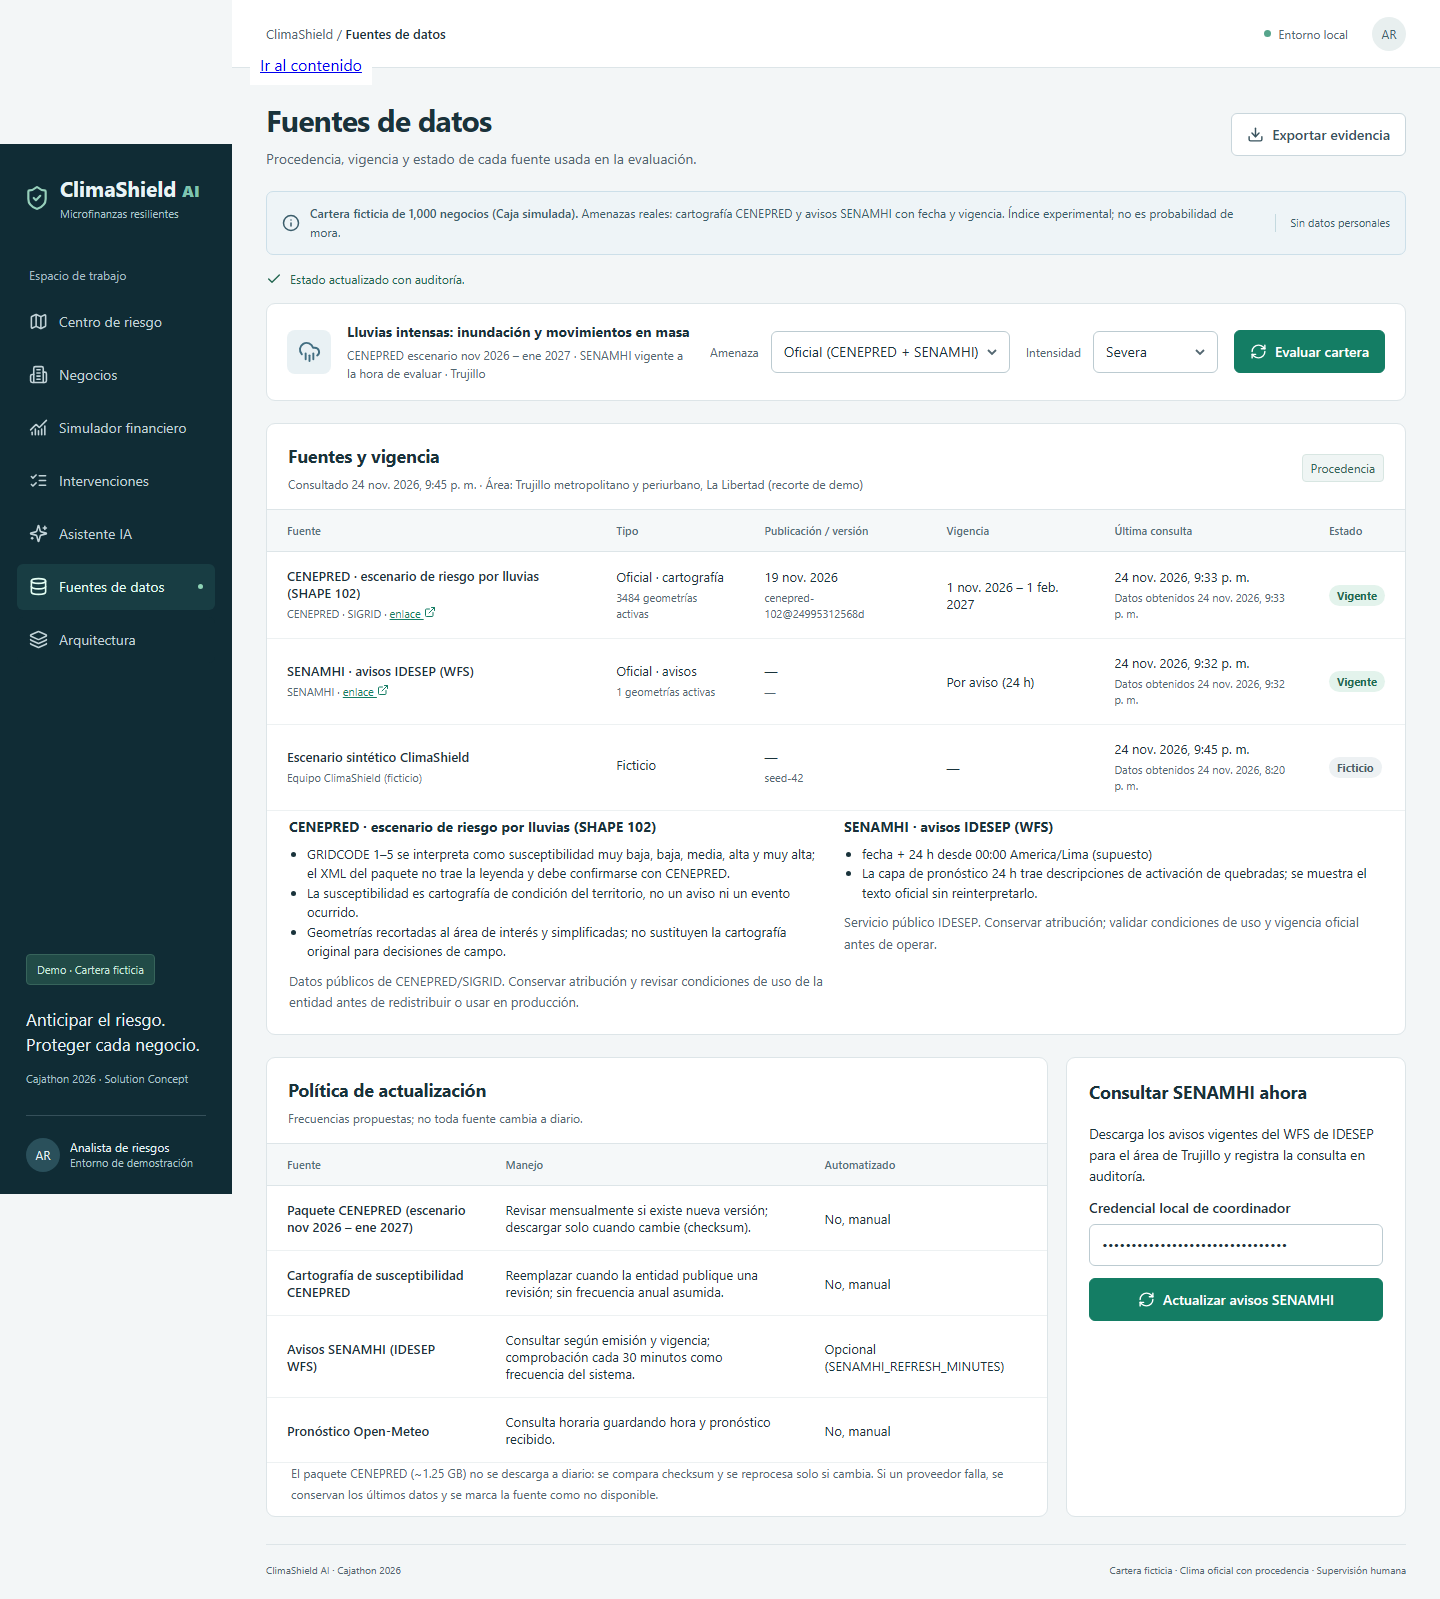 ClimaShield / Fuentes de datos
Entorno local
AR
Ir al contenido
ClimaShield AI
Microfinanzas resilientes
Espacio de trabajo
Centro de riesgo
Negocios
Simulador financiero
Intervenciones
Asistente IA
Fuentes de datos
Arquitectura
Demo · Cartera ficticia
Anticipar el riesgo.
Proteger cada negocio.
Cajathon 2026 · Solution Concept
AR
Analista de riesgos
Entorno de demostración
Fuentes de datos
Procedencia, vigencia y estado de cada fuente usada en la evaluación.
Exportar evidencia
Cartera ficticia de 1,000 negocios (Caja simulada). Amenazas reales: cartografía CENEPRED y avisos SENAMHI con fecha y vigencia. Índice experimental; no es probabilidad de
mora.
Sin datos personales
Estado actualizado con auditoría.
Lluvias intensas: inundación y movimientos en masa
CENEPRED escenario nov 2026 – ene 2027 · SENAMHI vigente a
la hora de evaluar · Trujillo
Amenaza
Oficial (CENEPRED + SENAMHI)
Intensidad
Severa
Evaluar cartera
Fuentes y vigencia
Consultado 24 nov. 2026, 9:45 p. m. · Área: Trujillo metropolitano y periurbano, La Libertad (recorte de demo)
Procedencia
Fuente
Tipo
Publicación / versión
Vigencia
Última consulta
Estado
CENEPRED · escenario de riesgo por lluvias
(SHAPE 102)
CENEPRED · SIGRID · enlace
Oficial · cartografía
3484 geometrías
activas
19 nov. 2026
cenepred-
102@24995312568d
1 nov. 2026 – 1 feb.
2027
24 nov. 2026, 9:33 p. m.
Datos obtenidos 24 nov. 2026, 9:33
p. m.
Vigente
SENAMHI · avisos IDESEP (WFS)
SENAMHI · enlace
Oficial · avisos
1 geometrías activas
—
—
Por aviso (24 h)
24 nov. 2026, 9:32 p. m.
Datos obtenidos 24 nov. 2026, 9:32
p. m.
Vigente
Escenario sintético ClimaShield
Equipo ClimaShield (ficticio)
Ficticio
—
seed-42
—
24 nov. 2026, 9:45 p. m.
Datos obtenidos 24 nov. 2026, 8:20
p. m.
Ficticio
CENEPRED · escenario de riesgo por lluvias (SHAPE 102)
• GRIDCODE 1–5 se interpreta como susceptibilidad muy baja, baja, media, alta y muy alta;
el XML del paquete no trae la leyenda y debe confirmarse con CENEPRED.
• La susceptibilidad es cartografía de condición del territorio, no un aviso ni un evento
ocurrido.
• Geometrías recortadas al área de interés y simplificadas; no sustituyen la cartografía
original para decisiones de campo.
Datos públicos de CENEPRED/SIGRID. Conservar atribución y revisar condiciones de uso de la
entidad antes de redistribuir o usar en producción.
SENAMHI · avisos IDESEP (WFS)
• fecha + 24 h desde 00:00 America/Lima (supuesto)
• La capa de pronóstico 24 h trae descripciones de activación de quebradas; se muestra el
texto oficial sin reinterpretarlo.
Servicio público IDESEP. Conservar atribución; validar condiciones de uso y vigencia oficial
antes de operar.
Política de actualización
Frecuencias propuestas; no toda fuente cambia a diario.
Fuente
Manejo
Automatizado
Paquete CENEPRED (escenario
nov 2026 – ene 2027)
Revisar mensualmente si existe nueva versión;
descargar solo cuando cambie (checksum).
No, manual
Cartografía de susceptibilidad
CENEPRED
Reemplazar cuando la entidad publique una
revisión; sin frecuencia anual asumida.
No, manual
Avisos SENAMHI (IDESEP
WFS)
Consultar según emisión y vigencia;
comprobación cada 30 minutos como
frecuencia del sistema.
Opcional
(SENAMHI_REFRESH_MINUTES)
Pronóstico Open-Meteo
Consulta horaria guardando hora y pronóstico
recibido.
No, manual
El paquete CENEPRED (~1.25 GB) no se descarga a diario: se compara checksum y se reprocesa solo si cambia. Si un proveedor falla, se
conservan los últimos datos y se marca la fuente como no disponible.
Consultar SENAMHI ahora
Descarga los avisos vigentes del WFS de IDESEP
para el área de Trujillo y registra la consulta en
auditoría.
Credencial local de coordinador
••••••••••••••••••••••••••••••••
Actualizar avisos SENAMHI
ClimaShield AI · Cajathon 2026
Cartera ficticia · Clima oficial con procedencia · Supervisión humana